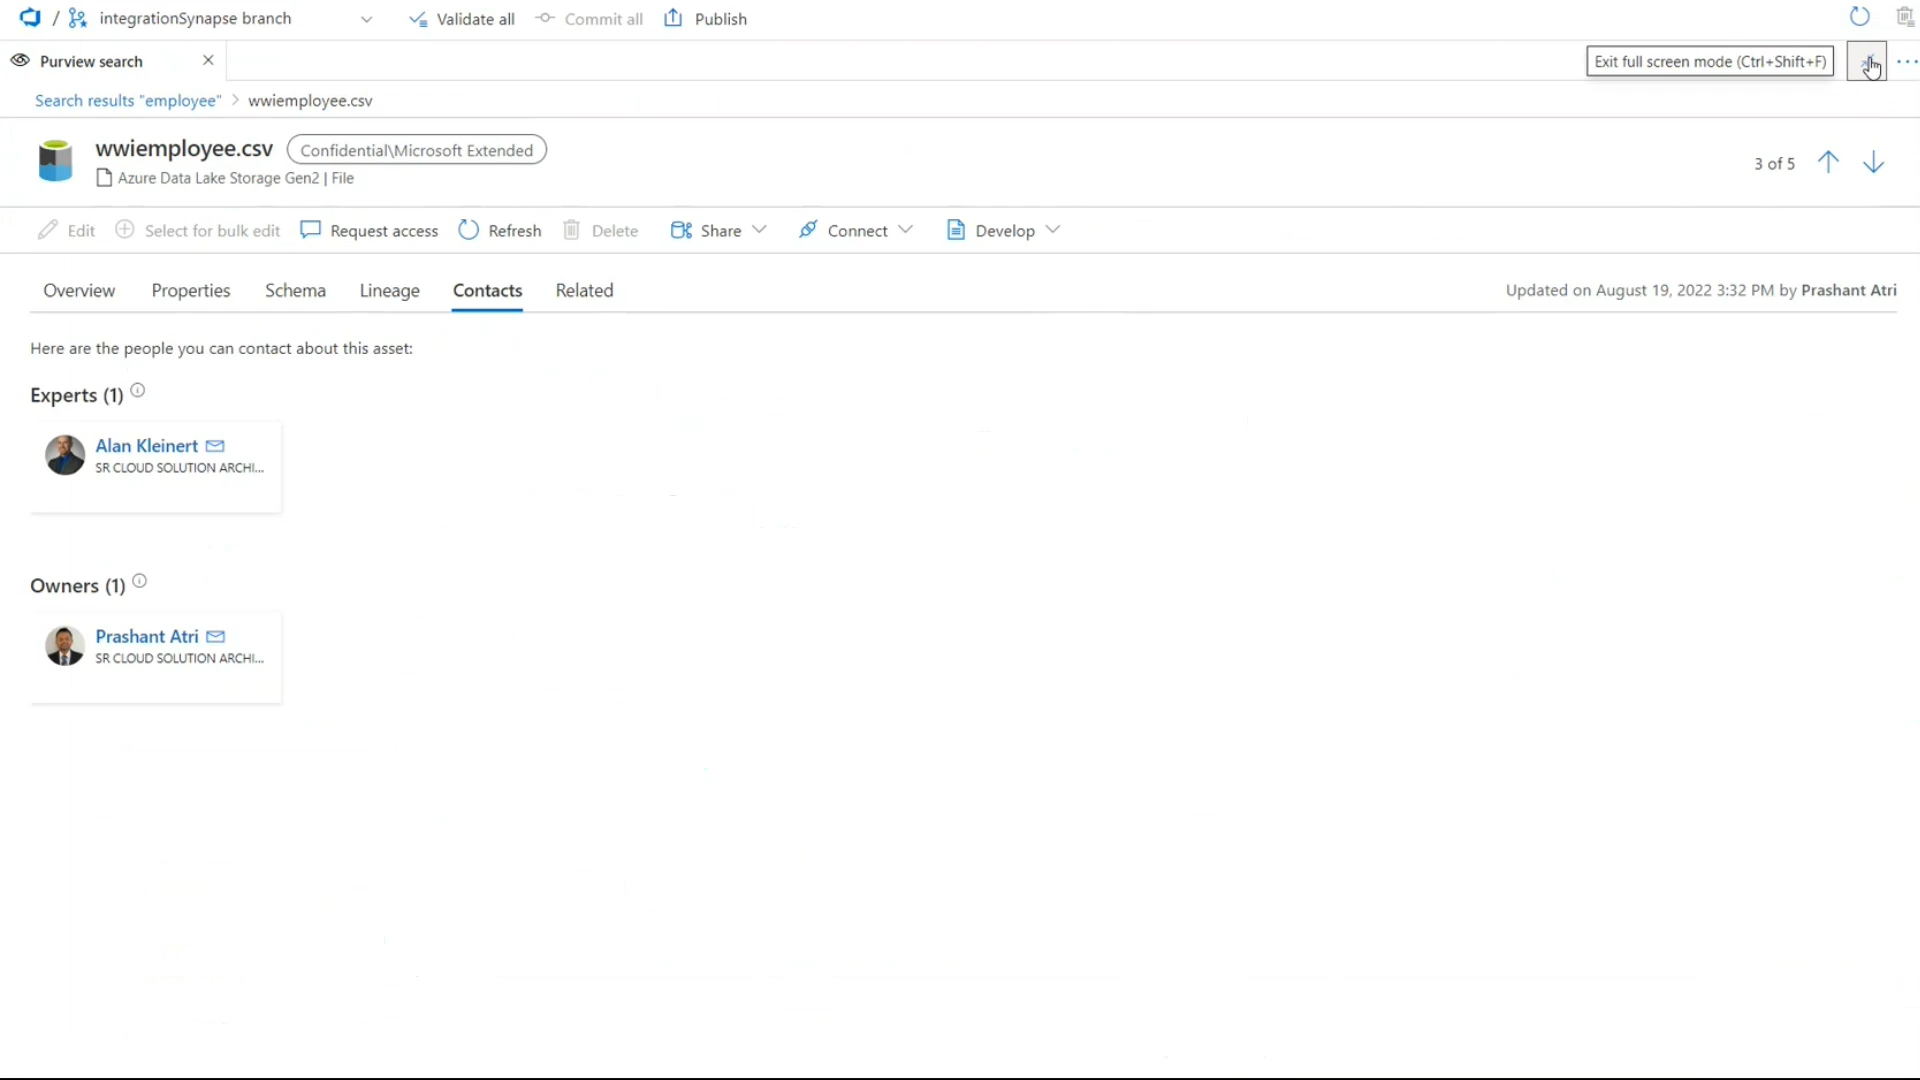 / integrationSynapse branch Validate all Commit all Publish
Purview search Exit full screen mode (Ctrl+Shift+F)
Search results "employee" > wwiemployee.csv
wwiemployee.csv Confidential\Microsoft Extended
Azure Data Lake Storage Gen2 | File 3 of 5
Edit Select for bulk edit Request access Refresh Delete Share Connect Develop
Overview Properties Schema Lineage Contacts Related Updated on August 19, 2022 3:32 PM by Prashant Atri
Here are the people you can contact about this asset:
Experts (1)
Alan Kleinert
SR CLOUD SOLUTION ARCHI...
Owners (1)
Prashant Atri
SR CLOUD SOLUTION ARCHI...